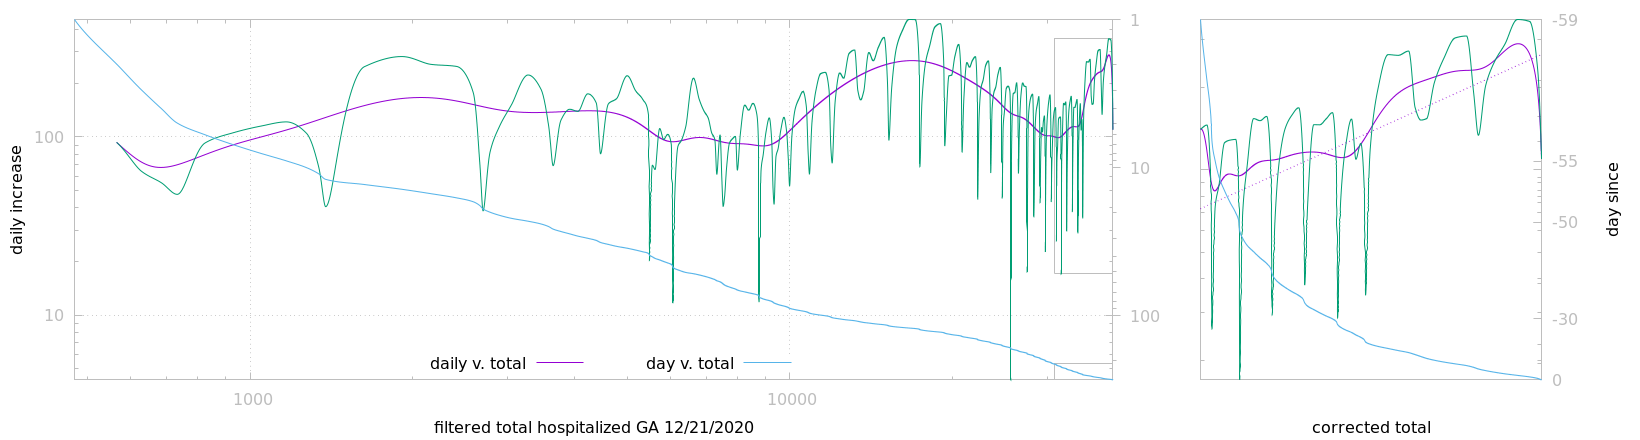 1
-59
100
10
-55
daily increase
-50
day since
10
100
-30
daily v. total
day v. total
0
1000
10000
filtered total hospitalized GA 12/21/2020
corrected total